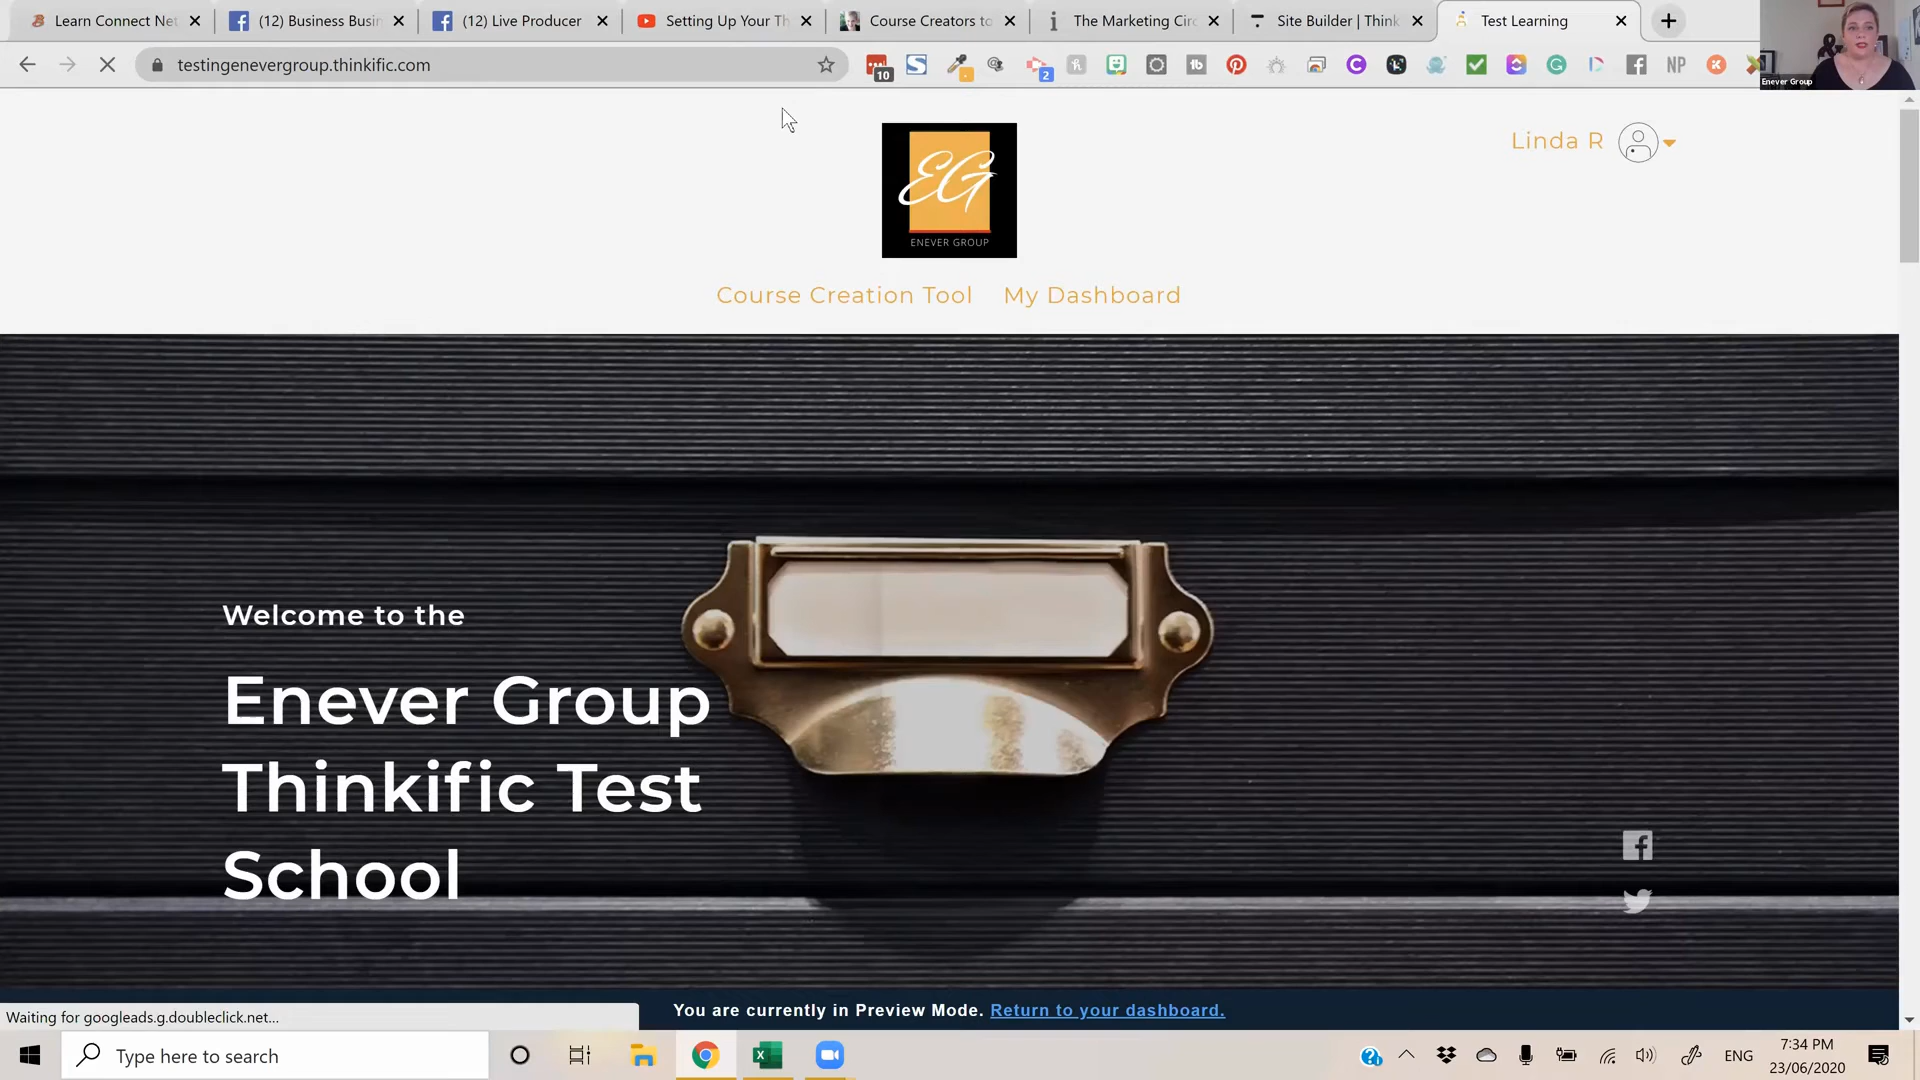 Learn Connect Net
(12) Business Busin
(12) Live Producer
Setting Up Your Th
Course Creators to
The Marketing Circ
Site Builder | Think
Test Learning
testingenevergroup.thinkific.com
10
2
tb
NP
Enever Group
EG
ENEVER GROUP
Linda R
Course Creation Tool
My Dashboard
Welcome to the
Enever Group
Thinkific Test
School
You are currently in Preview Mode. Return to your dashboard.
Waiting for googleads.g.doubleclick.net...
Type here to search
ENG
7:34 PM
23/06/2020